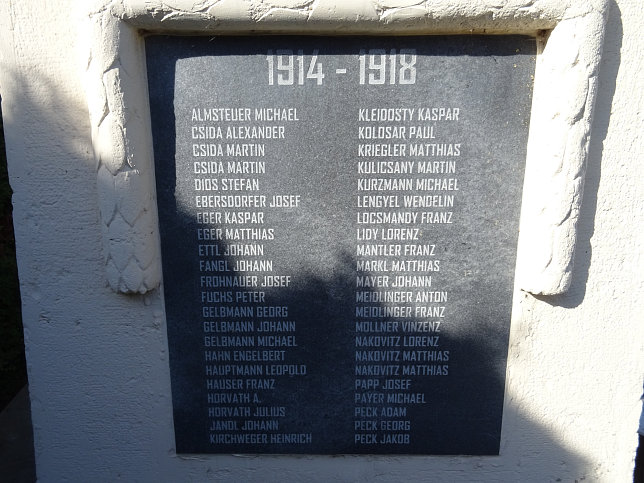 1914 - 1918
ALMSTEUER MICHAEL
CSIDA ALEXANDER
CSIDA MARTIN
CSIDA MARTIN
DIOS STEFAN
EBERSDORFER JOSEF
EGER KASPAR
EGER MATTHIAS
ETTL JOHANN
FANGL JOHANN
FROHNAUER JOSEF
FUCHS PETER
GELBMANN GEORG
GELBMANN JOHANN
GELBMANN MICHAEL
HAHN ENGELBERT
HAUPTMANN LEOPOLD
HAUSER FRANZ
HORVATH A.
HORVATH JULIUS
JANDL JOHANN
KIRCHWEGER HEINRICH
KLEIDOSTY KASPAR
KOLOSAR PAUL
KRIEGLER MATTHIAS
KULICSANY MARTIN
KURZMANN MICHAEL
LENGYEL WENDELIN
LOCSMANDY FRANZ
LIDY LORENZ
MANTLER FRANZ
MARKL MATTHIAS
MAYER JOHANN
MEIDLINGER ANTON
MEIDLINGER FRANZ
MOLLNER VINZENZ
NAKOVITZ LORENZ
NAKOVITZ MATTHIAS
NAKOVITZ MATTHIAS
PAPP JOSEF
PAYER MICHAEL
PECK ADAM
PECK GEORG
PECK JAKOB